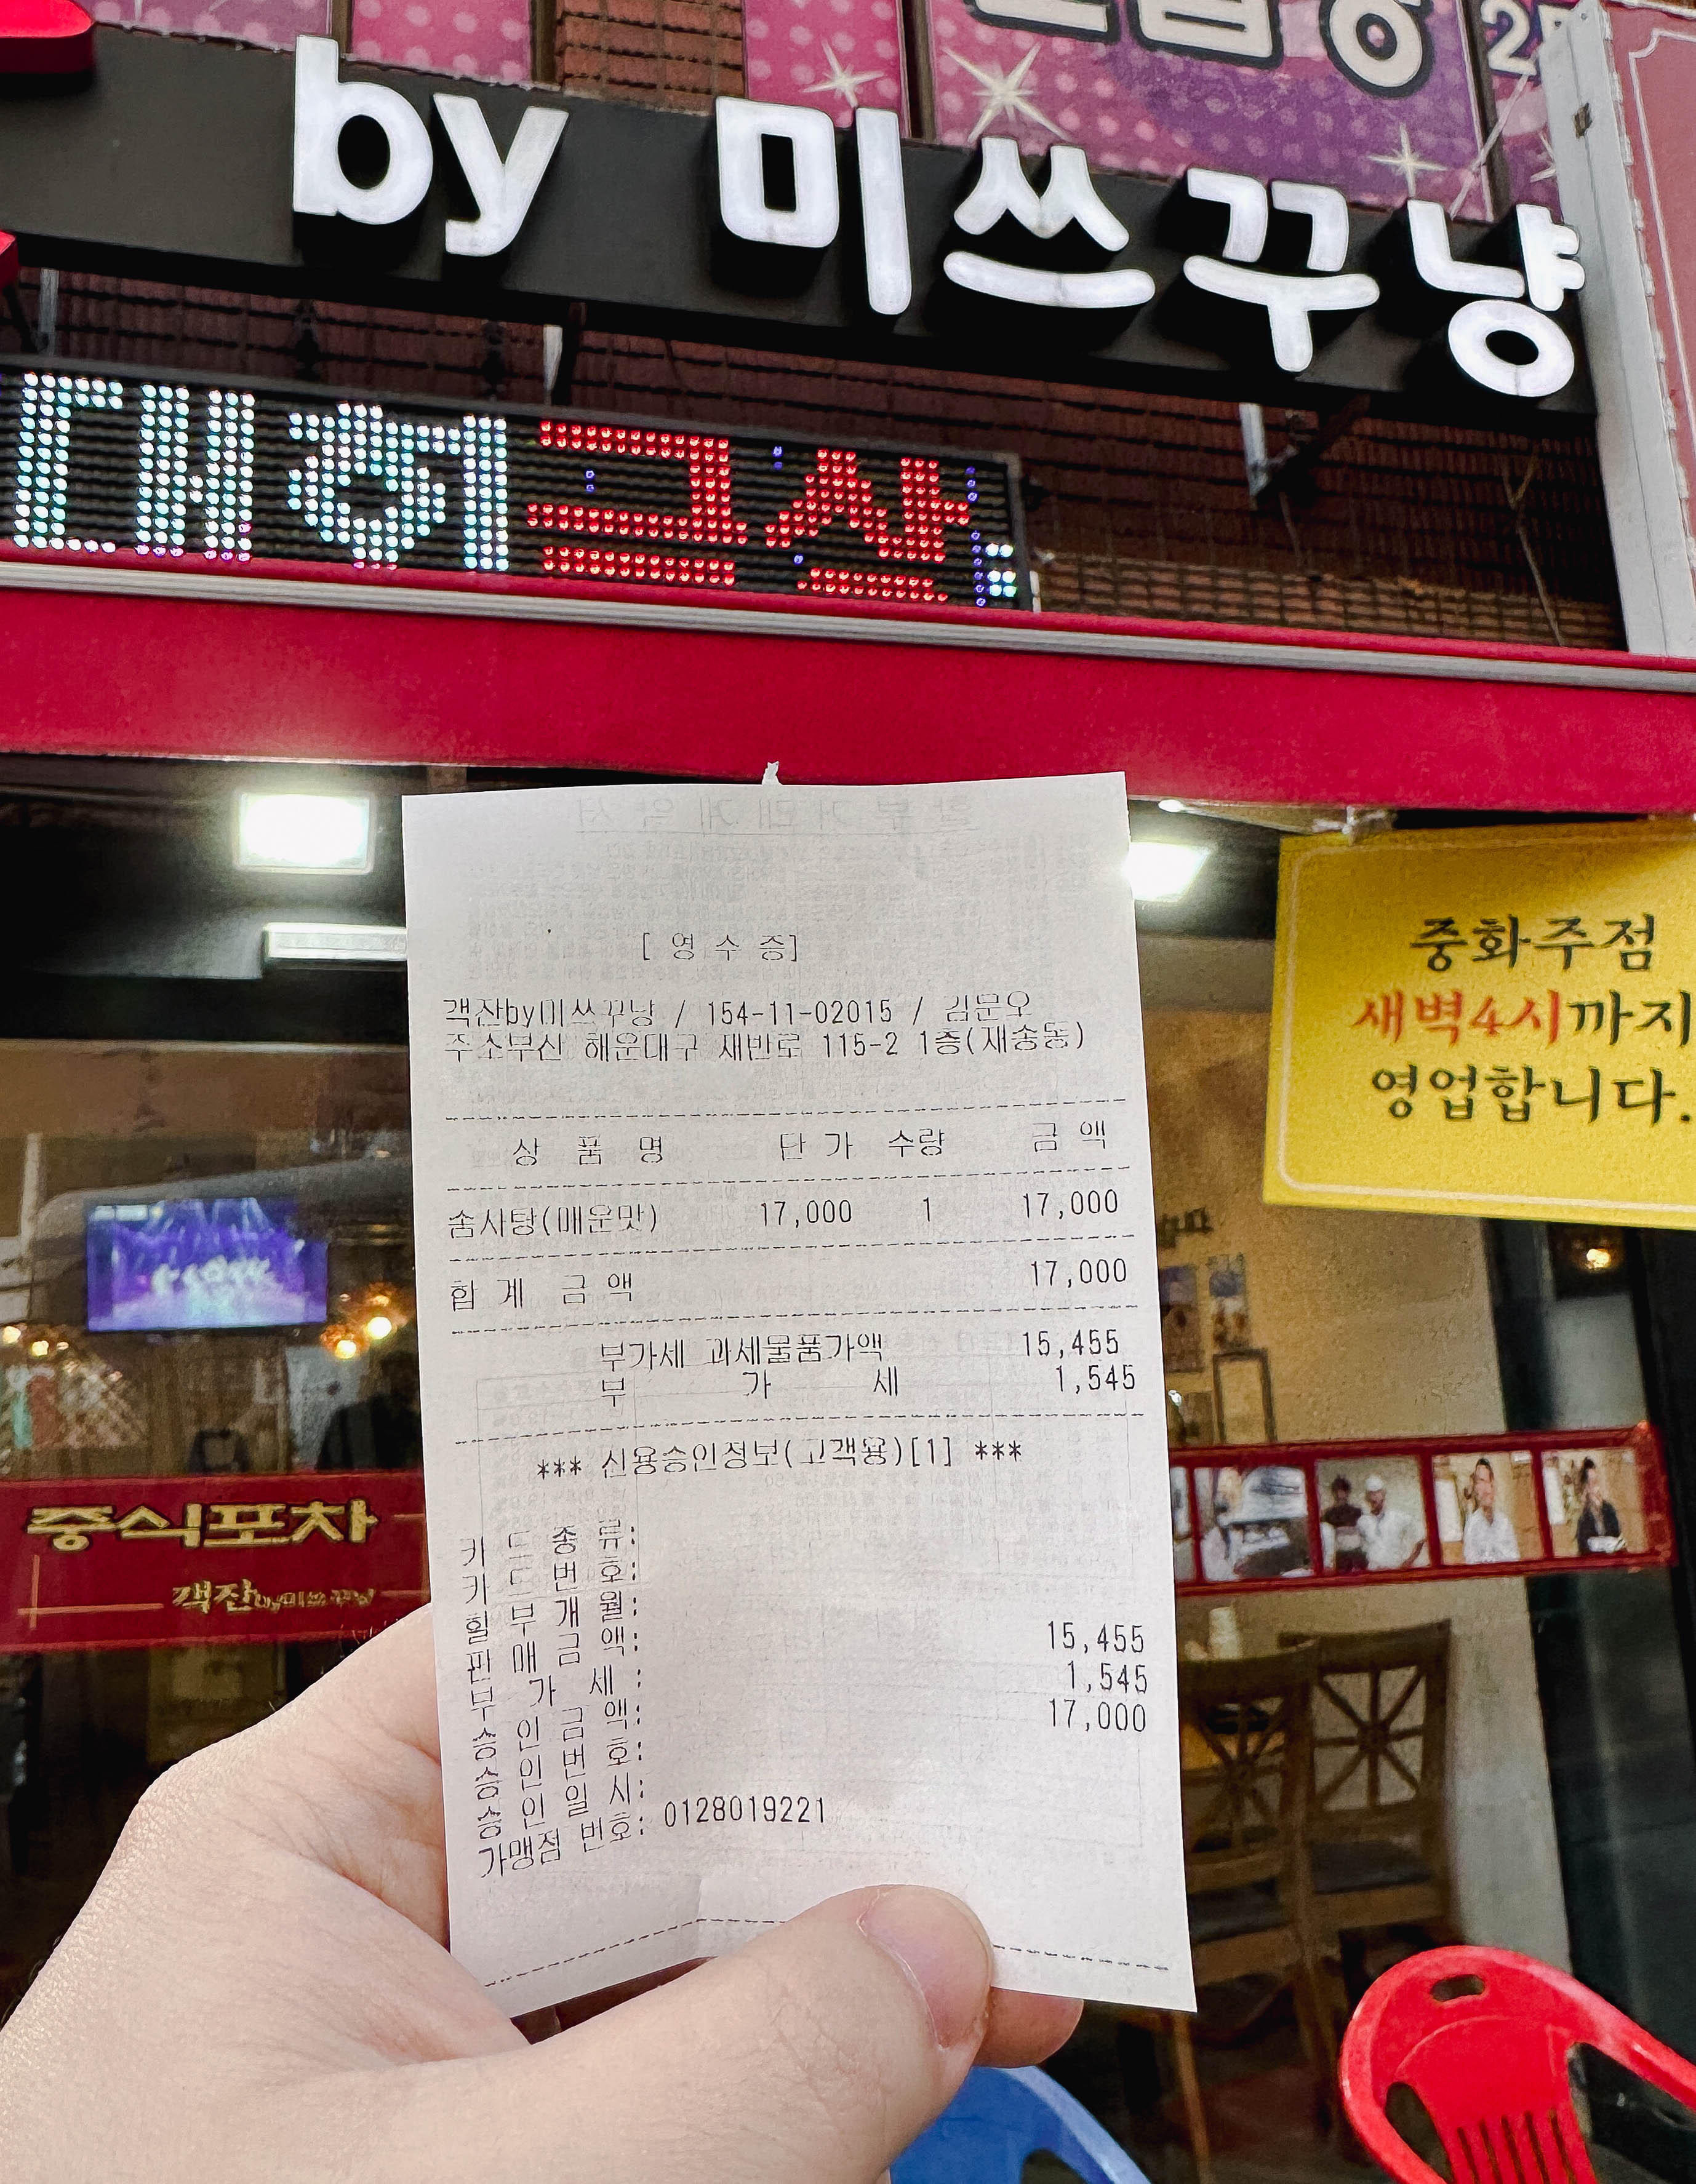 by 미쓰꾸냥
중화주점
새벽4시까지
영업합니다.
[ 영 수 증]
객잔by미쓰꾸냥 / 154-11-02015 / 김문오
주소부산 해운대구 재반로 115-2 1층(재송동)
상 품 명 단 가 수량 금 액
솜사탕(매운맛) 17,000 1 17,000
합 계 금 액 17,000
부가세 과세물품가액 15,455
부 가 세 1,545
*** 신용승인정보(고객용)[1] ***
카 드 종 류:
카 드 번 호:
할 부 개 월:
판 매 금 액: 15,455
부 가 세 : 1,545
승 인 금 액: 17,000
승 인 번 호:
승 인 일 시:
가맹점 번호: 0128019221
중식포차
객잔by미쓰꾸냥